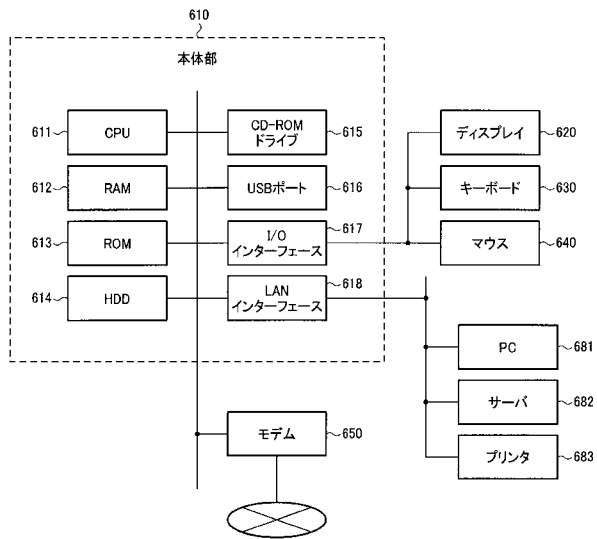 610
本体部
611
CPU
CD-ROM
ドライブ
615
ディスプレイ
620
612
RAM
USBポート
616
キーボード
630
613
ROM
I/O
インターフェース
617
マウス
640
614
HDD
LAN
インターフェース
618
PC
681
サーバ
682
モデム
650
プリンタ
683